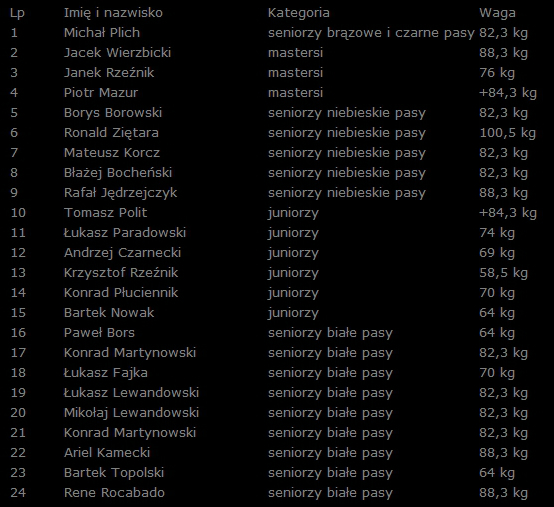 Lp Imię i nazwisko Kategoria Waga
1 Michał Plich seniorzy brązowe i czarne pasy 82,3 kg
2 Jacek Wierzbicki mastersi 88,3 kg
3 Janek Rzeźnik mastersi 76 kg
4 Piotr Mazur mastersi +84,3 kg
5 Borys Borowski seniorzy niebieskie pasy 82,3 kg
6 Ronald Ziętara seniorzy niebieskie pasy 100,5 kg
7 Mateusz Korcz seniorzy niebieskie pasy 82,3 kg
8 Błażej Bocheński seniorzy niebieskie pasy 82,3 kg
9 Rafał Jędrzejczyk seniorzy niebieskie pasy 88,3 kg
10 Tomasz Polit juniorzy +84,3 kg
11 Łukasz Paradowski juniorzy 74 kg
12 Andrzej Czarnecki juniorzy 69 kg
13 Krzysztof Rzeźnik juniorzy 58,5 kg
14 Konrad Płuciennik juniorzy 70 kg
15 Bartek Nowak juniorzy 64 kg
16 Paweł Bors seniorzy białe pasy 64 kg
17 Konrad Martynowski seniorzy białe pasy 82,3 kg
18 Łukasz Fajka seniorzy białe pasy 70 kg
19 Łukasz Lewandowski seniorzy białe pasy 82,3 kg
20 Mikołaj Lewandowski seniorzy białe pasy 82,3 kg
21 Konrad Martynowski seniorzy białe pasy 82,3 kg
22 Ariel Kamecki seniorzy białe pasy 88,3 kg
23 Bartek Topolski seniorzy białe pasy 64 kg
24 Rene Rocabado seniorzy białe pasy 88,3 kg